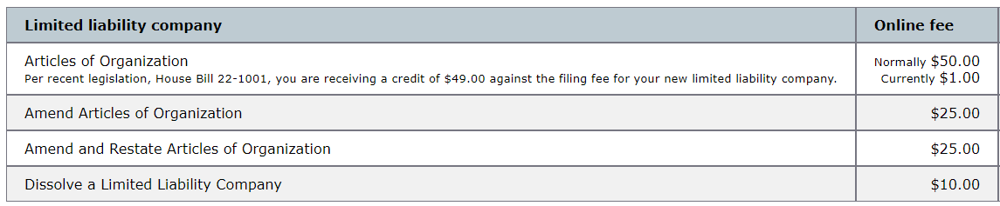 Limited liability company Online fee
Articles of Organization Normally $50.00
Per recent legislation, House Bill 22-1001, you are receiving a credit of $49.00 against the filing fee for your new limited liability company. Currently $1.00
Amend Articles of Organization $25.00
Amend and Restate Articles of Organization $25.00
Dissolve a Limited Liability Company $10.00